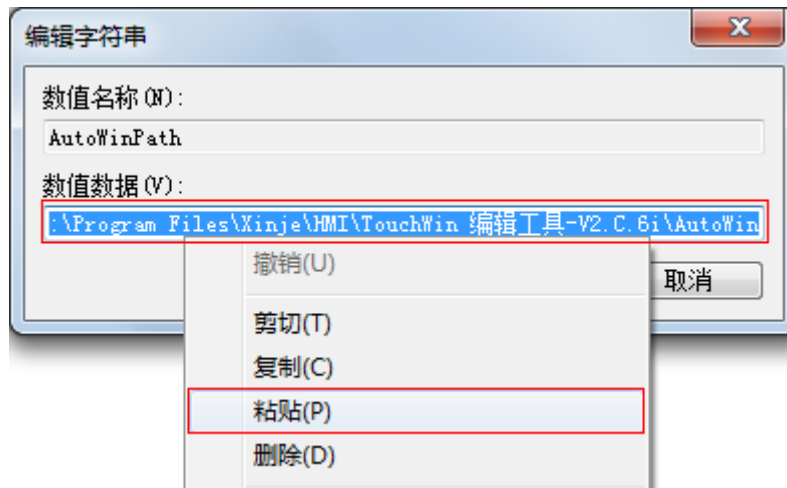 编辑字符串
数值名称(N):
AutoWinPath
数值数据(V):
:\Program Files\Xinje\HMI\TouchWin 编辑工具-V2.C.6i\AutoWin
撤销(U)
取消
剪切(T)
复制(C)
粘贴(P)
删除(D)